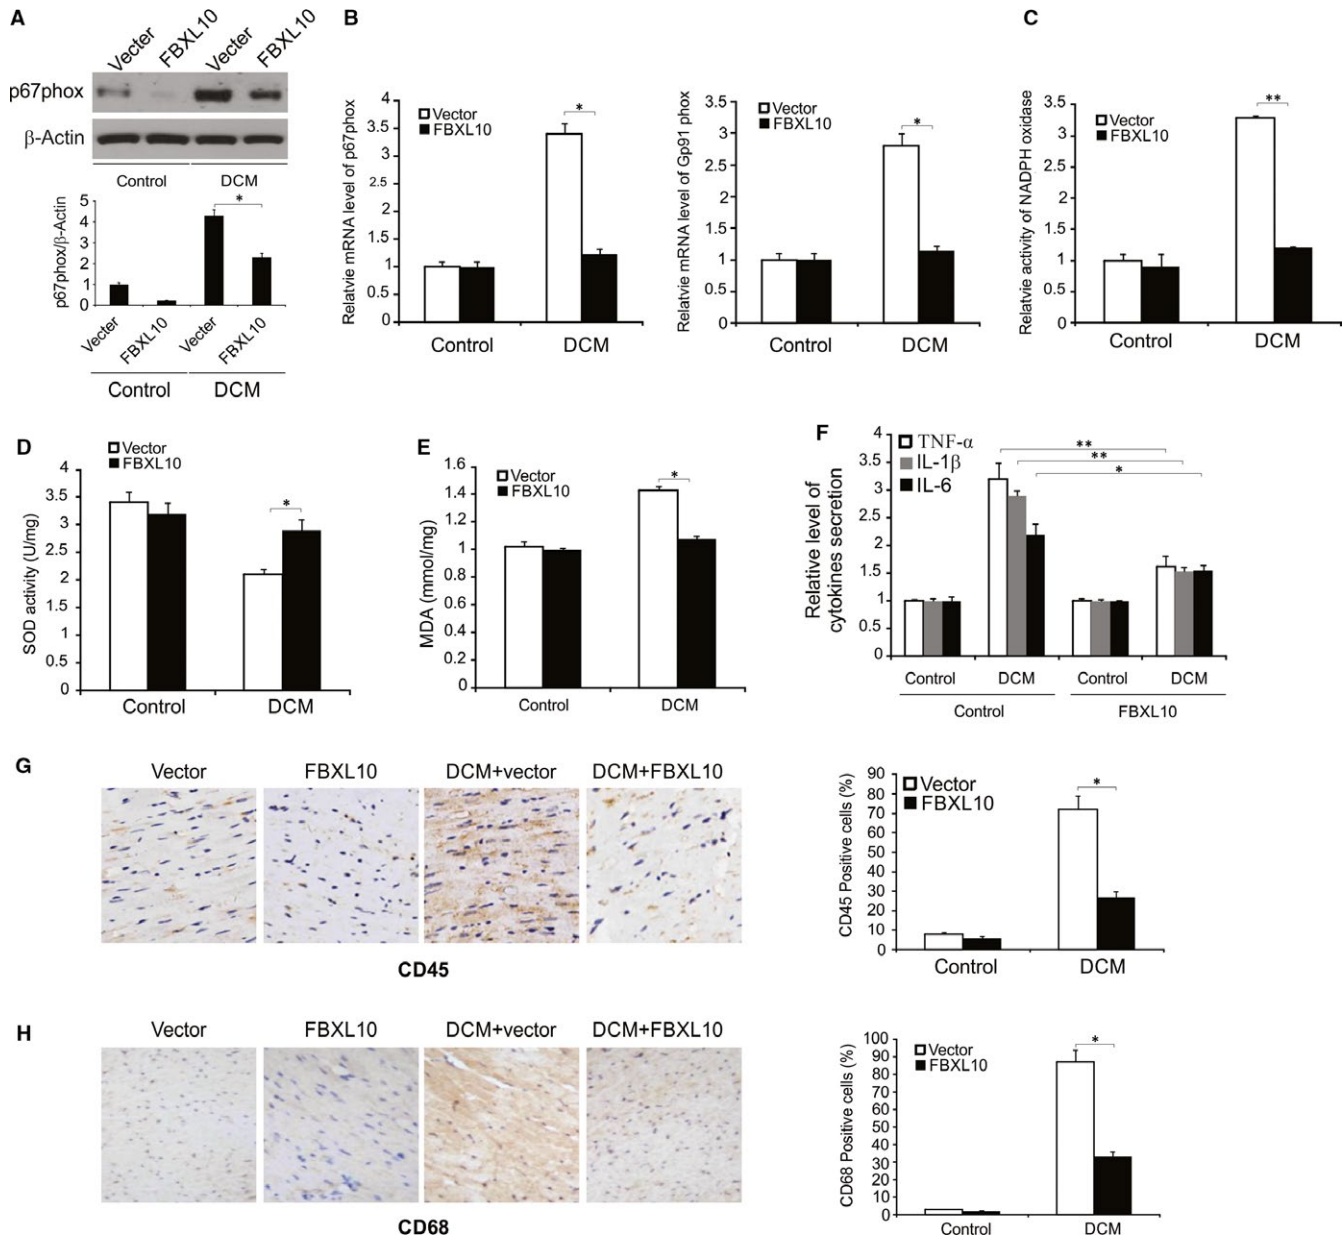 A
Vecter
FBXL10
Vecter
FBXL10
p67phox
β-Actin
Control
DCM
p67phox/β-Actin
5
4
3
2
1
0
*
Vecter
FBXL10
Vecter
FBXL10
Control
DCM
B
Relatvie mRNA level of p67phox
4
3.5
3
2.5
2
1.5
1
0.5
0
Vector
FBXL10
*
Control
DCM
Relatvie mRNA level of Gp91 phox
3.5
3
2.5
2
1.5
1
0.5
0
Vector
FBXL10
*
Control
DCM
C
Relatvie activity of NADPH oxidase
3.5
3
2.5
2
1.5
1
0.5
0
Vector
FBXL10
**
Control
DCM
D
Vector
FBXL10
SOD activity (U/mg)
4
3.5
3
2.5
2
1.5
1
0.5
0
*
Control
DCM
E
MDA (mmol/mg)
1.6
1.4
1.2
1
0.8
0.6
0.4
0.2
0
Vector
FBXL10
*
Control
DCM
F
Relative level of
cytokines secretion
4
3.5
3
2.5
2
1.5
1
0.5
0
TNF-α
IL-1β
IL-6
**
**
*
Control
DCM
Control
DCM
Control
FBXL10
G
Vector
FBXL10
DCM+vector
DCM+FBXL10
CD45
CD45 Positive cells (%)
90
80
70
60
50
40
30
20
10
0
Vector
FBXL10
*
Control
DCM
H
Vector
FBXL10
DCM+vector
DCM+FBXL10
CD68
CD68 Positive cells (%)
100
90
80
70
60
50
40
30
20
10
0
Vector
FBXL10
*
Control
DCM